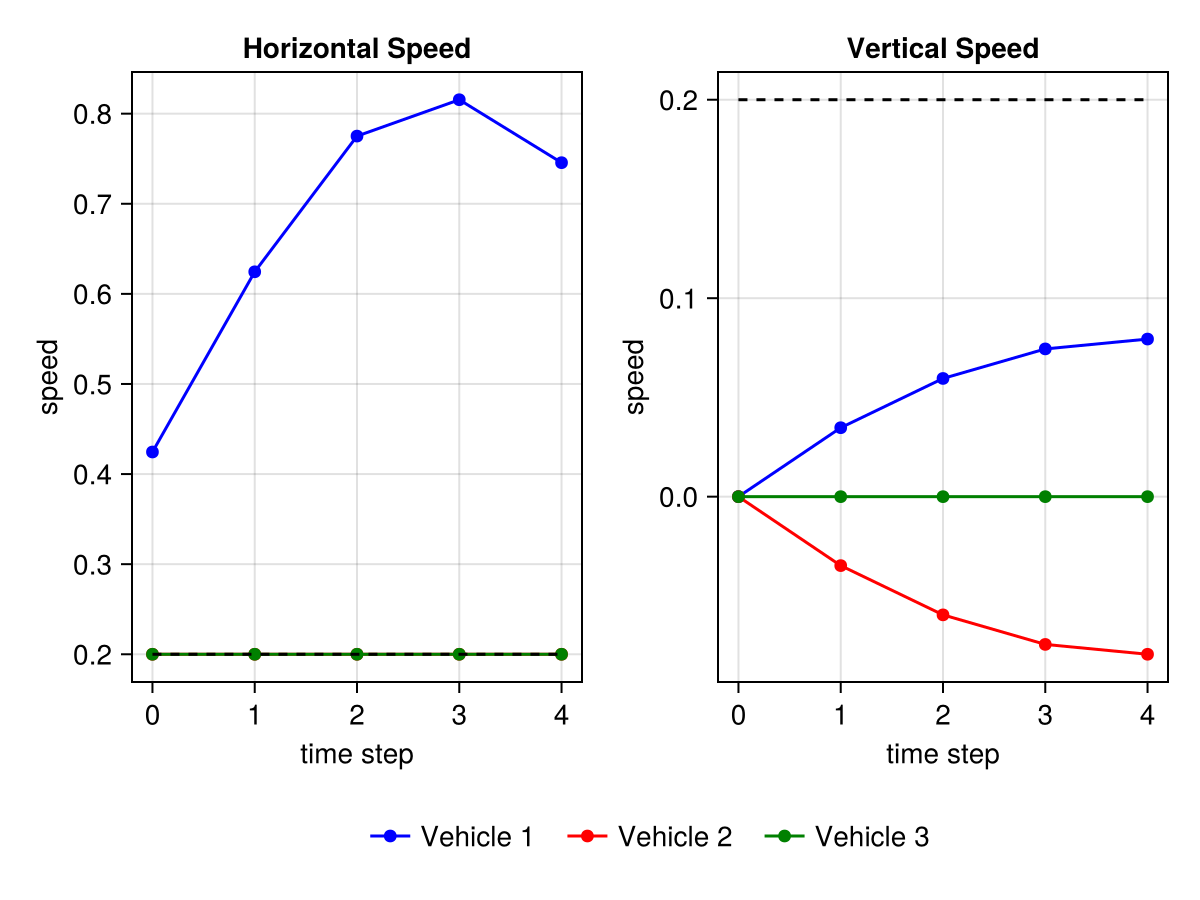 Horizontal Speed
0.8
0.7
0.6
0.5
0.4
0.3
0.2
speed
0 1 2 3 4
time step
Vertical Speed
0.2
0.1
0.0
speed
0 1 2 3 4
time step
Vehicle 1 Vehicle 2 Vehicle 3